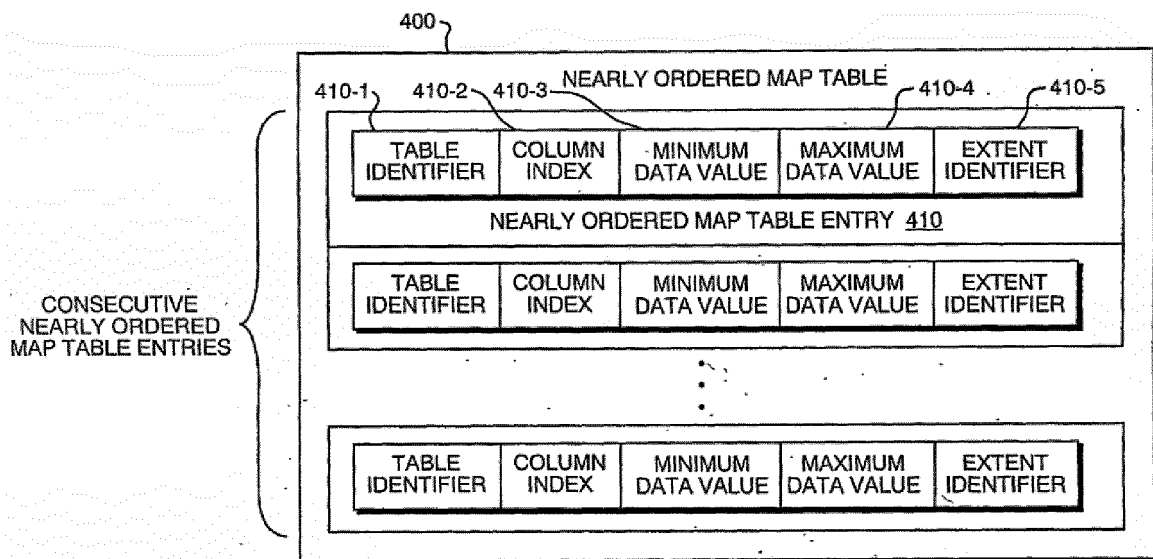 400
NEARLY ORDERED MAP TABLE
410-1 410-2 410-3 410-4 410-5
TABLE IDENTIFIER COLUMN INDEX MINIMUM DATA VALUE MAXIMUM DATA VALUE EXTENT IDENTIFIER
NEARLY ORDERED MAP TABLE ENTRY 410
TABLE IDENTIFIER COLUMN INDEX MINIMUM DATA VALUE MAXIMUM DATA VALUE EXTENT IDENTIFIER
CONSECUTIVE
NEARLY ORDERED
MAP TABLE ENTRIES
TABLE IDENTIFIER COLUMN INDEX MINIMUM DATA VALUE MAXIMUM DATA VALUE EXTENT IDENTIFIER